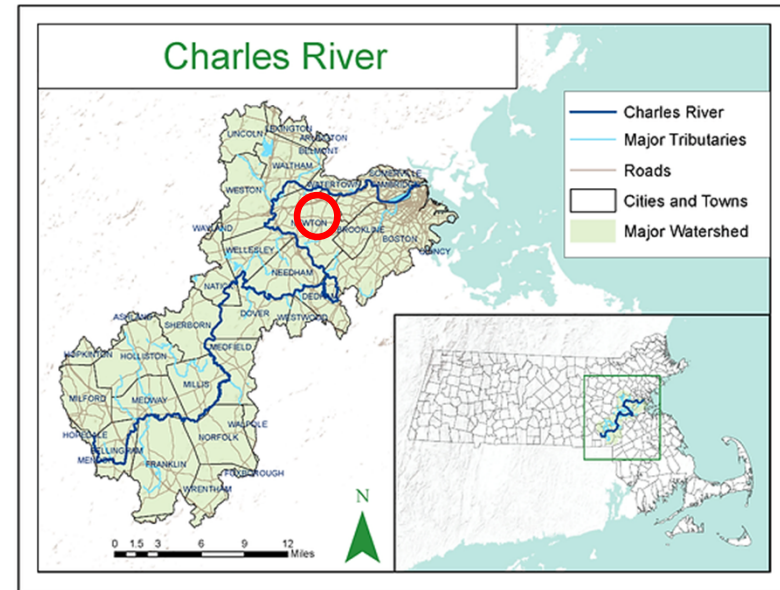 Charles River
Charles River
Major Tributaries
Roads
Cities and Towns
Major Watershed
LEXINGTON
LINCOLN
ARLINGTON
BELMONT
WALTHAM
SOMERVILLE
WATERTOWN
WESTON
NEWTON
WAYLAND
BROOKLINE
BOSTON
WELLESLEY
QUINCY
NEEDHAM
NATICK
DEDHAM
DOVER
WESTWOOD
ASHLAND
SHERBORN
MEDFIELD
HOPKINTON
HOLLISTON
MILLIS
MILFORD
MEDWAY
WALPOLE
HOPEDALE
NORFOLK
BELLINGHAM
MENDON
FRANKLIN
FOXBOROUGH
WRENTHAM
N
0 1.5 3 6 9 12
Miles